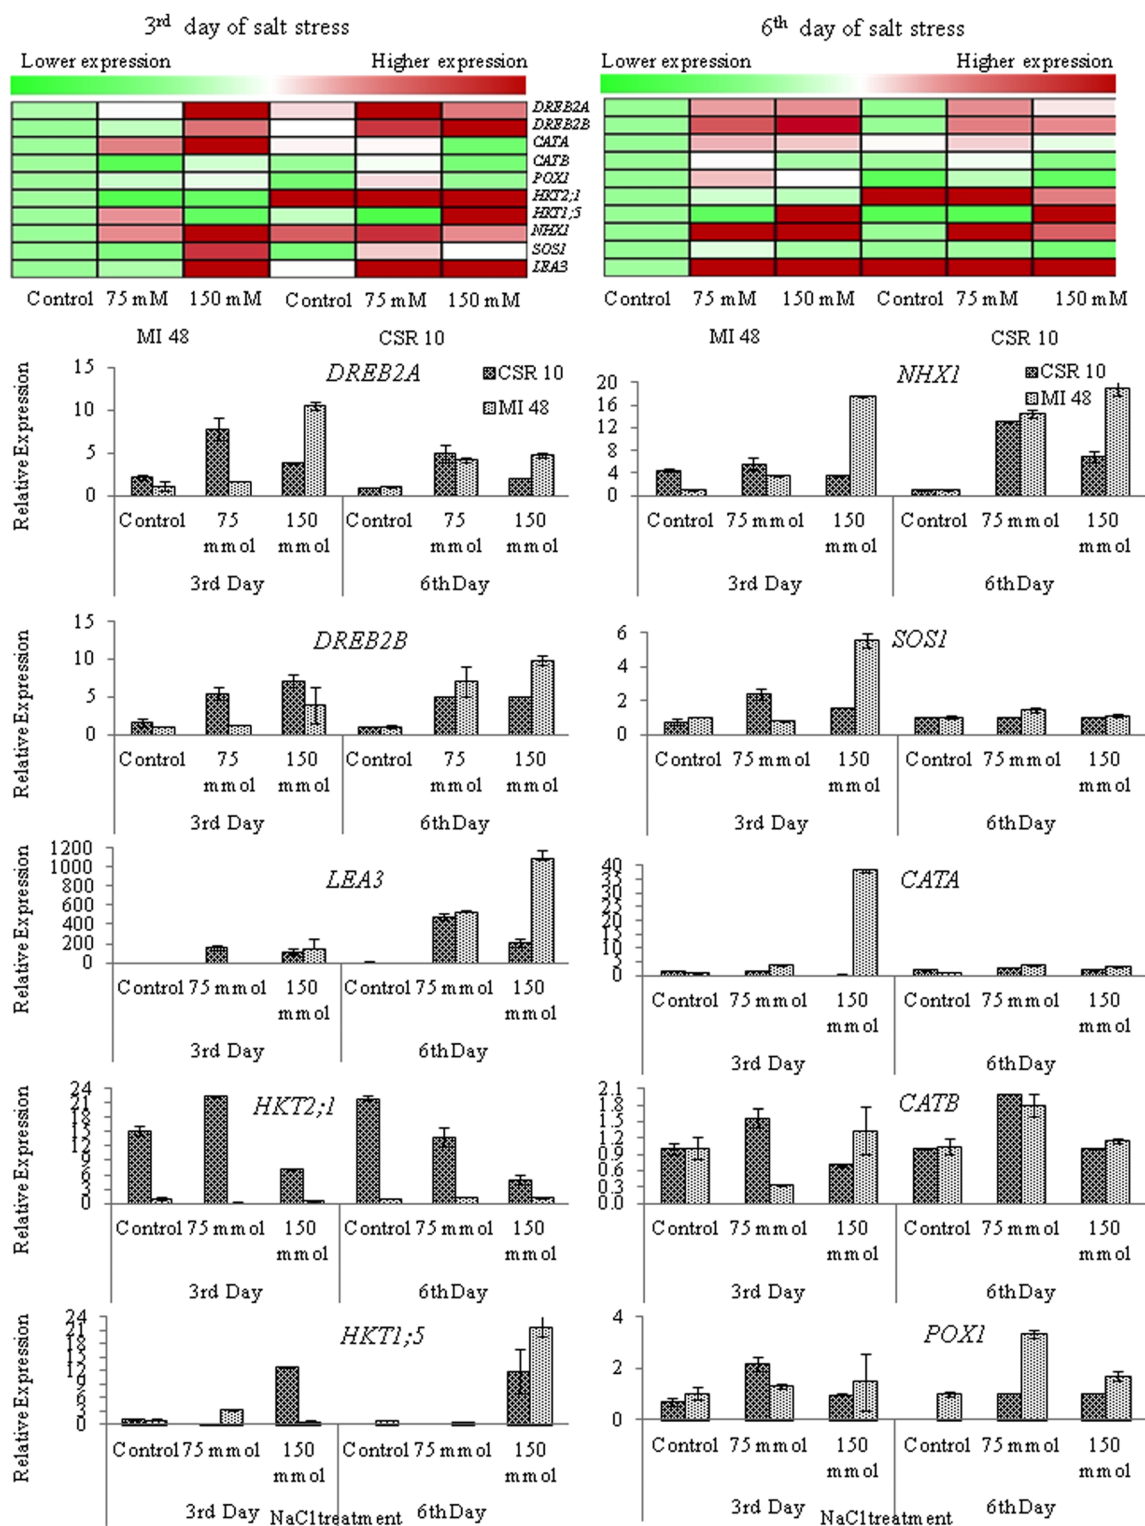 3rd day of salt stress
6th day of salt stress
Lower expression Higher expression
Lower expression Higher expression
DREB2A
DREB2B
CATA
CATB
POX1
HKT2;1
HKT1;5
NHX1
SOS1
LEA3
Control 75 mM 150 mM Control 75 mM 150 mM
Control 75 mM 150 mM Control 75 mM 150 mM
MI 48 CSR 10
MI 48 CSR 10
Relative Expression
15
10
5
0
DREB2A
CSR 10
MI 48
Control 75 mmol 150 mmol Control 75 mmol 150 mmol
3rd Day 6th Day
20
16
12
8
4
0
NHX1
CSR 10
MI 48
Control 75 mmol 150 mmol Control 75 mmol 150 mmol
3rd Day 6th Day
Relative Expression
15
10
5
0
DREB2B
Control 75 mmol 150 mmol Control 75 mmol 150 mmol
3rd Day 6th Day
6
4
2
0
SOS1
Control 75 mmol 150 mmol Control 75 mmol 150 mmol
3rd Day 6th Day
Relative Expression
1200
1000
800
600
400
200
0
LEA3
Control 75 mmol 150 mmol Control 75 mmol 150 mmol
3rd Day 6th Day
40
35
30
25
20
15
10
5
0
CATA
Control 75 mmol 150 mmol Control 75 mmol 150 mmol
3rd Day 6th Day
Relative Expression
24
21
18
15
12
9
6
3
0
HKT2;1
Control 75 mmol 150 mmol Control 75 mmol 150 mmol
3rd Day 6th Day
2.1
1.8
1.5
1.2
0.9
0.6
0.3
0.0
CATB
Control 75 mmol 150 mmol Control 75 mmol 150 mmol
3rd Day 6th Day
Relative Expression
24
21
18
15
12
9
6
3
0
HKT1;5
Control 75 mmol 150 mmol Control 75 mmol 150 mmol
3rd Day 6th Day
NaCl treatment
4
2
0
POX1
Control 75 mmol 150 mmol Control 75 mmol 150 mmol
3rd Day 6th Day
NaCl treatment